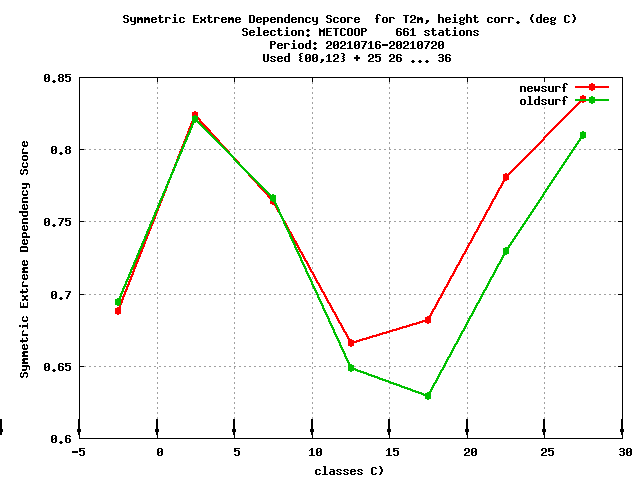 Symmetric Extreme Dependency Score  for T2m, height corr. (deg C)
Selection: METCOOP    661 stations
Period: 20210716-20210720
Used {00,12} + 25 26 ... 36
newsurf
oldsurf
Symmetric Extreme Dependency Score
0.85
0.8
0.75
0.7
0.65
0.6
-5 0 5 10 15 20 25 30
classes C)